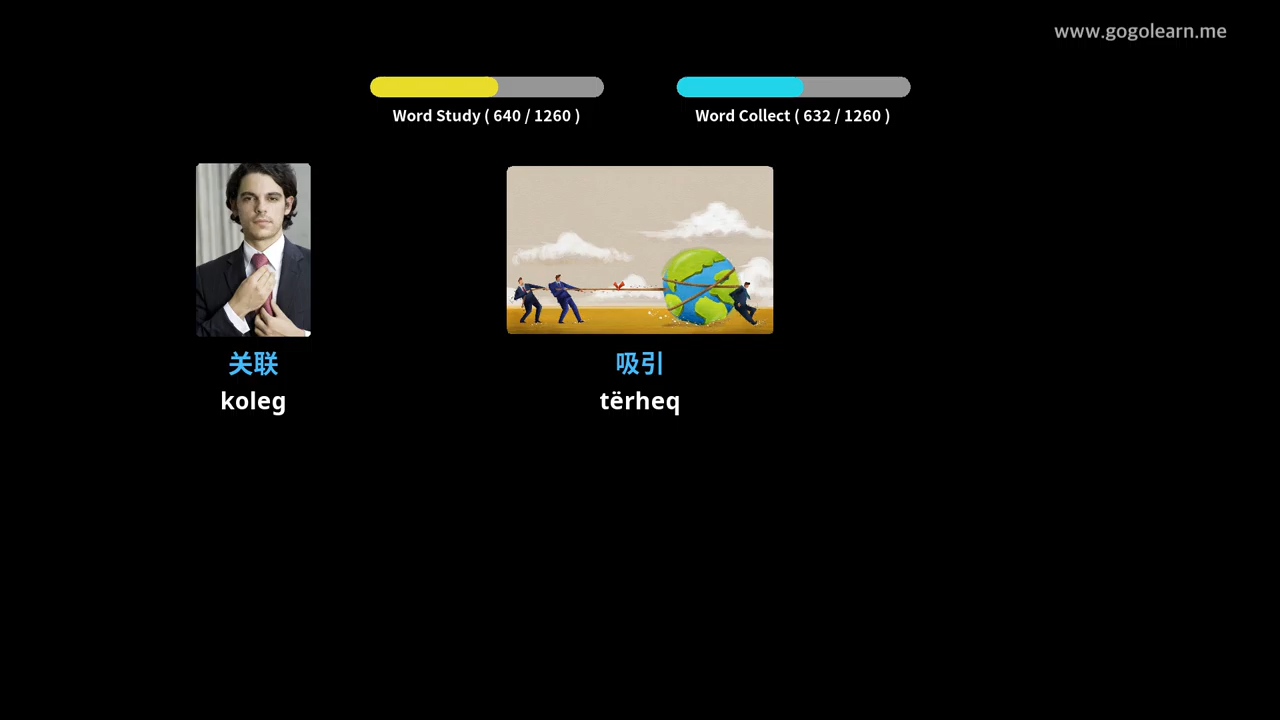 www.gogolearn.me
Word Study ( 640 / 1260 )
Word Collect ( 632 / 1260 )
关联
koleg
吸引
tërheq